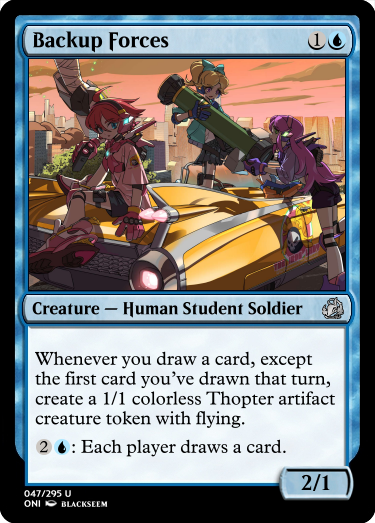 Backup Forces 1
Creature — Human Student Soldier
Whenever you draw a card, except
the first card you've drawn that turn,
create a 1/1 colorless Thopter artifact
creature token with flying.
2 : Each player draws a card.
2/1
047/295 U
ONI BLACKSEEM